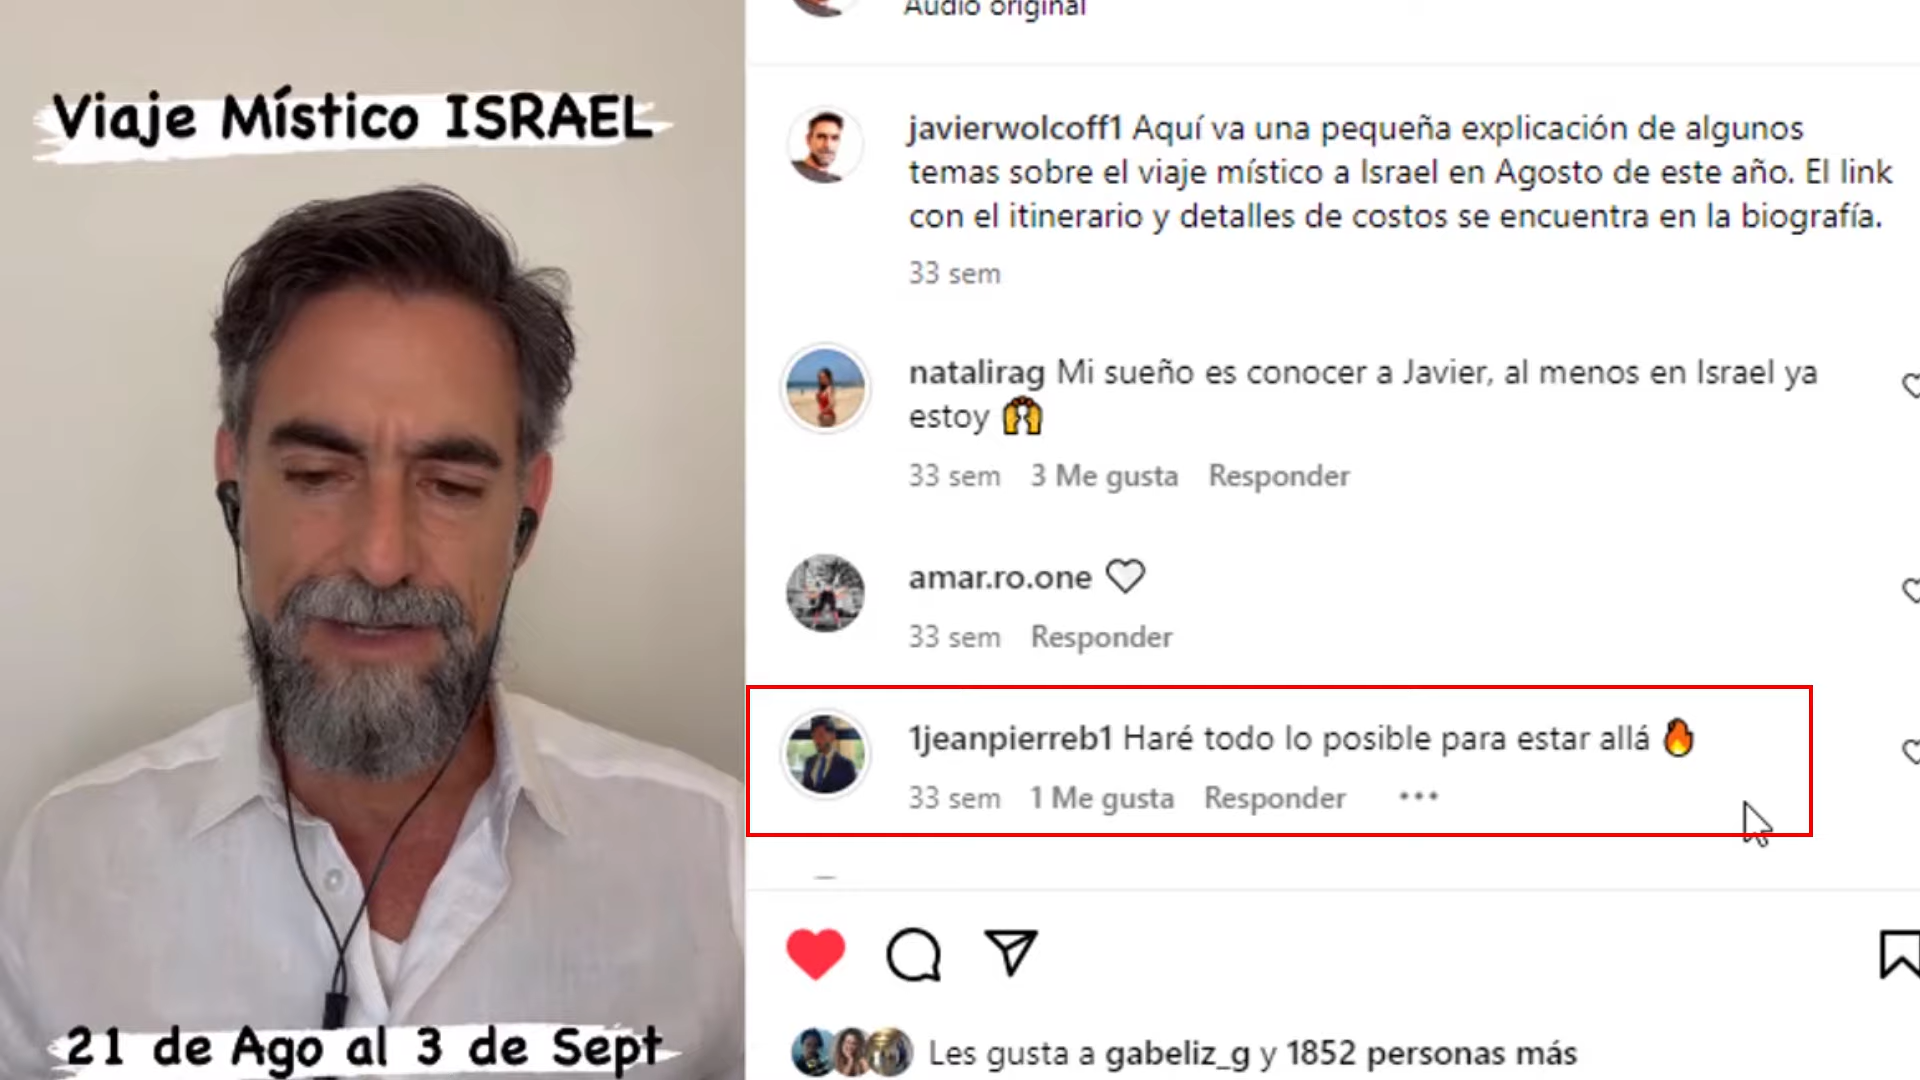 Viaje Místico ISRAEL
21 de Ago al 3 de Sept
Audio original
javierwolcoff1 Aquí va una pequeña explicación de algunos
temas sobre el viaje místico a Israel en Agosto de este año. El link
con el itinerario y detalles de costos se encuentra en la biografía.
33 sem
natalirag Mi sueño es conocer a Javier, al menos en Israel ya
estoy 🙌
33 sem 3 Me gusta Responder
amar.ro.one 🤍
33 sem Responder
1jeanpierreb1 Haré todo lo posible para estar allá 🔥
33 sem 1 Me gusta Responder ···
Les gusta a gabeliz_g y 1852 personas más